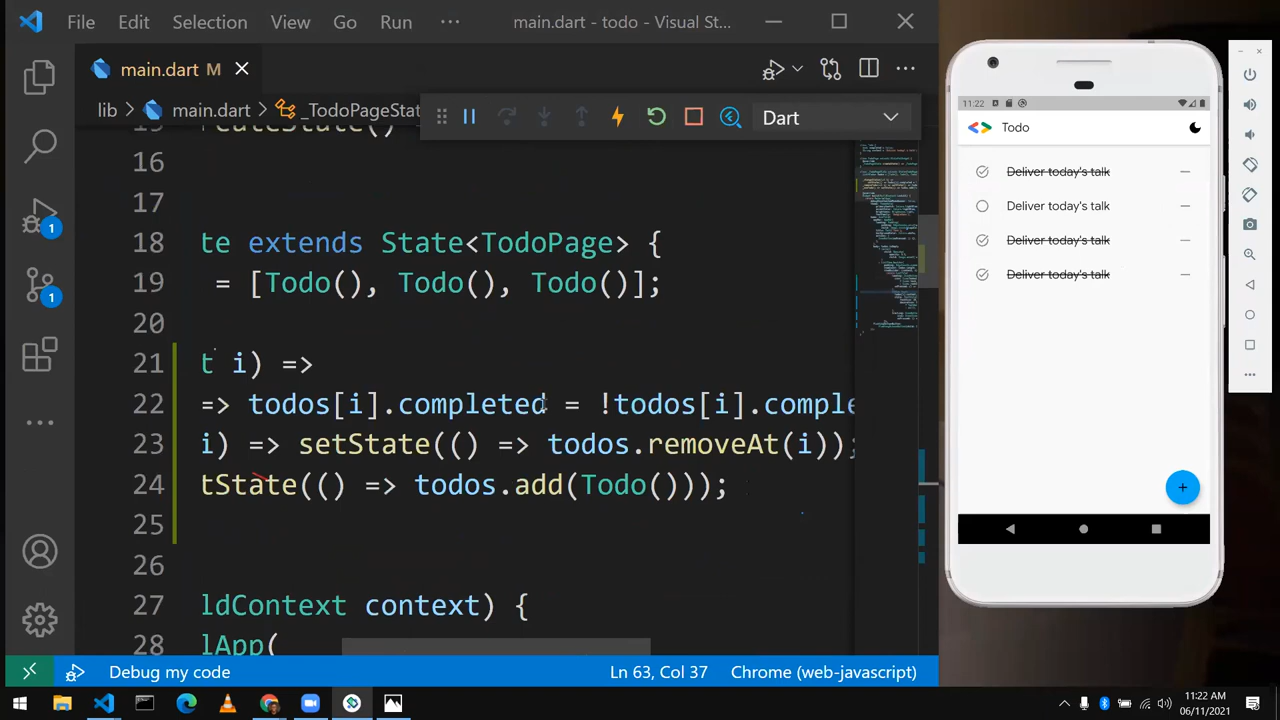 File Edit Selection View Go Run ··· main.dart - todo - Visual St...
main.dart M
lib > main.dart > _TodoPageStat
Dart
16
17
18 te extends State<TodoPage> {
19 = [Todo(), Todo(), Todo()];
20
21 t i) =>
22 => todos[i].completed = !todos[i].comple
23 i) => setState(() => todos.removeAt(i));
24 tState(() => todos.add(Todo()));
25
26
27 ldContext context) {
28 lApp(
1
1
Debug my code Ln 63, Col 37 Chrome (web-javascript)
11:22
Todo
Deliver today's talk
Deliver today's talk
Deliver today's talk
Deliver today's talk
11:22 AM
06/11/2021